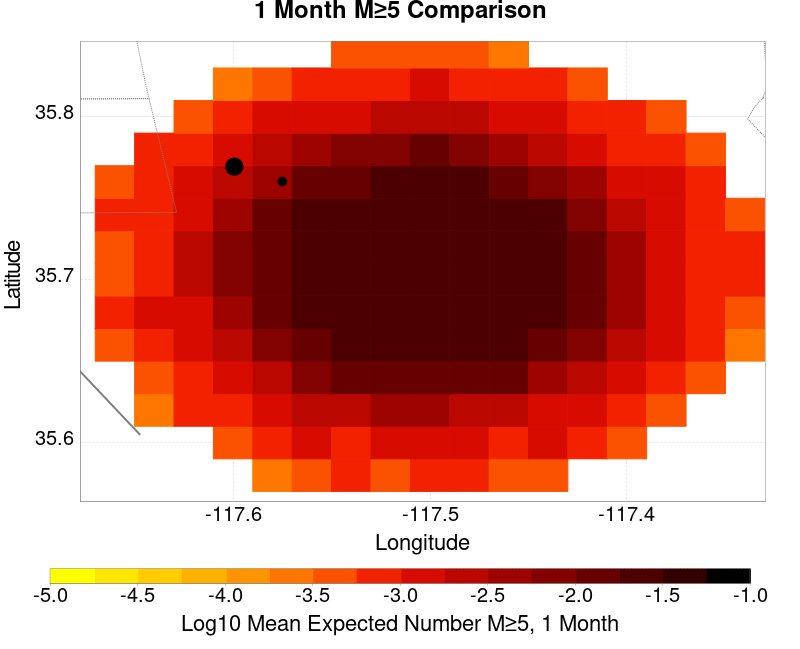 1 Month M≥5 Comparison
Latitude
35.8
35.7
35.6
-117.6 -117.5 -117.4
Longitude
-5.0 -4.5 -4.0 -3.5 -3.0 -2.5 -2.0 -1.5 -1.0
Log10 Mean Expected Number M≥5, 1 Month